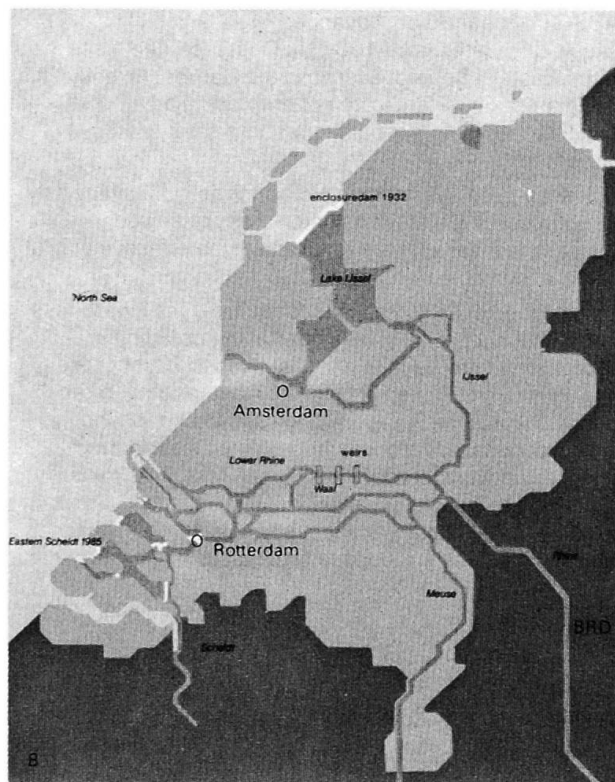 enclosuredam 1932
Lake IJssel
North Sea
IJssel
Amsterdam
Lower Rhine
weirs
Waal
Eastern Scheldt 1985
Rotterdam
Rhine
Meuse
BRD
Scheldt
B